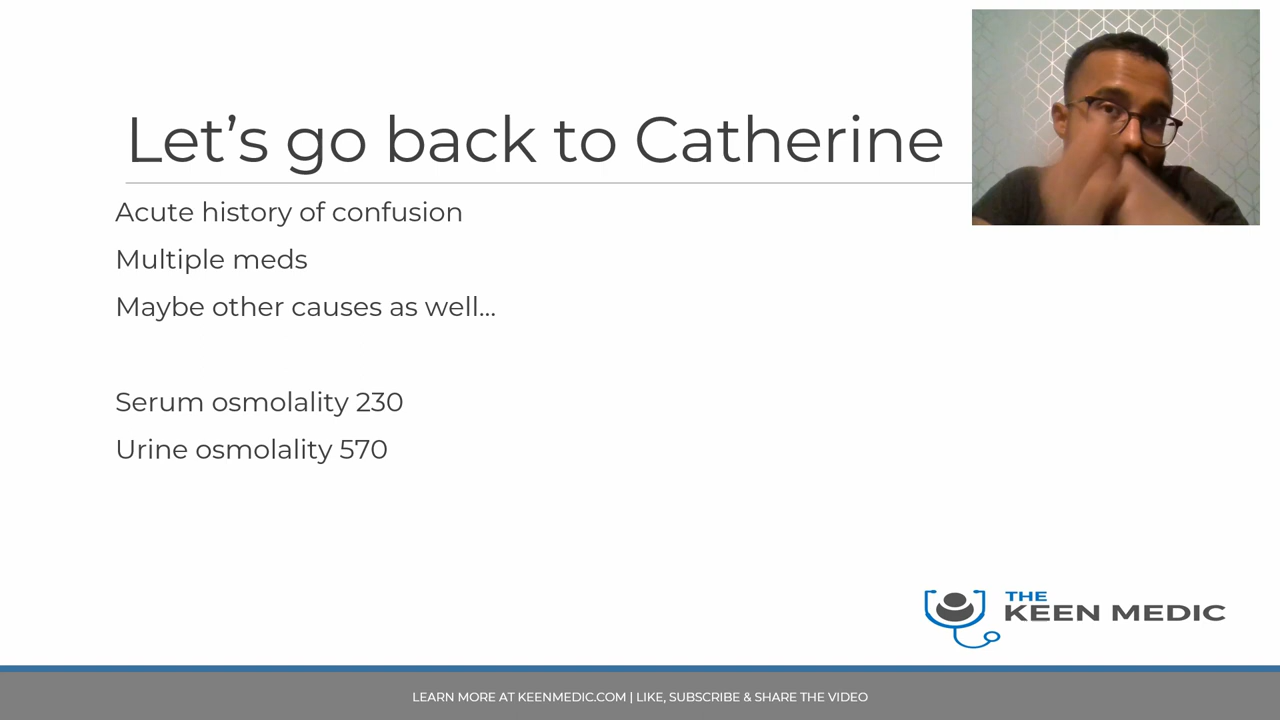 Let’s go back to Catherine
Acute history of confusion
Multiple meds
Maybe other causes as well...
Serum osmolality 230
Urine osmolality 570
THE
KEEN MEDIC
LEARN MORE AT KEENMEDIC.COM | LIKE, SUBSCRIBE & SHARE THE VIDEO